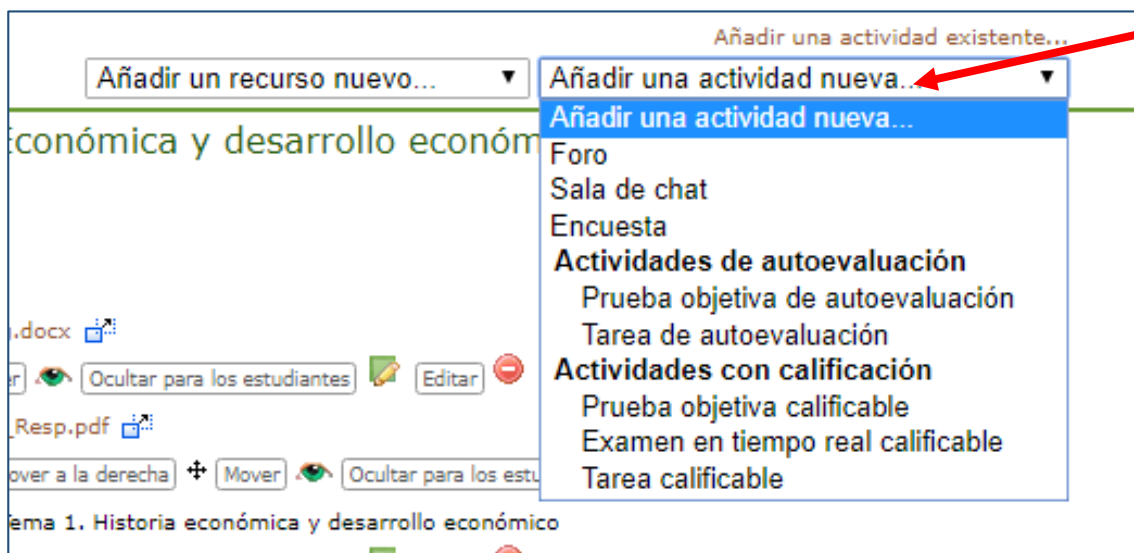 Añadir una actividad existente...
Añadir un recurso nuevo... Añadir una actividad nueva...
Añadir una actividad nueva...
Económica y desarrollo económ
Foro
Sala de chat
Encuesta
Actividades de autoevaluación
Prueba objetiva de autoevaluación
.docx Tarea de autoevaluación
Ocultar para los estudiantes Editar Actividades con calificación
Prueba objetiva calificable
_Resp.pdf Examen en tiempo real calificable
over a la derecha Mover Ocultar para los estu Tarea calificable
ema 1. Historia económica y desarrollo económico